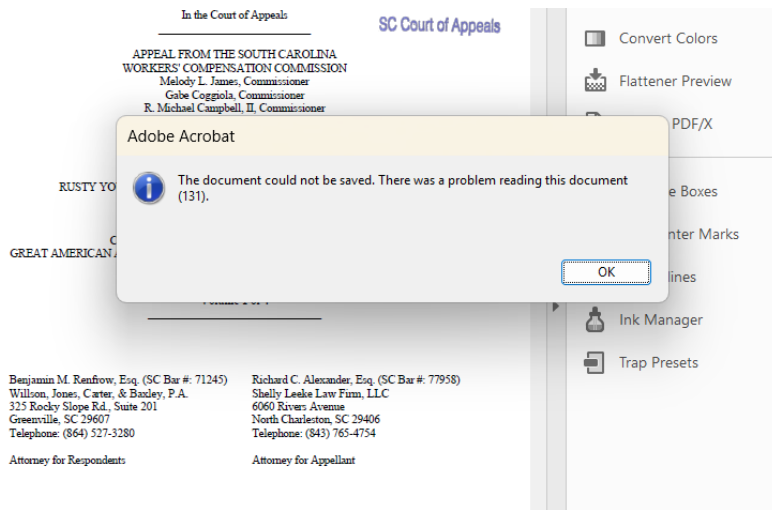 In the Court of Appeals
SC Court of Appeals
APPEAL FROM THE SOUTH CAROLINA
WORKERS' COMPENSATION COMMISSION
Melody L. James, Commissioner
Gabe Coggiola, Commissioner
R. Michael Campbell, II, Commissioner
Convert Colors
Flattener Preview
PDF/X
Adobe Acrobat
The document could not be saved. There was a problem reading this document
(131).
OK
RUSTY YO
GREAT AMERICAN
e Boxes
nter Marks
lines
Ink Manager
Trap Presets
Benjamin M. Renfrow, Esq. (SC Bar #: 71245)
Willson, Jones, Carter, & Baxley, P.A.
325 Rocky Slope Rd., Suite 201
Greenville, SC 29607
Telephone: (864) 527-3280
Attorney for Respondents
Richard C. Alexander, Esq. (SC Bar #: 77958)
Shelly Leeke Law Firm, LLC
6060 Rivers Avenue
North Charleston, SC 29406
Telephone: (843) 765-4754
Attorney for Appellant